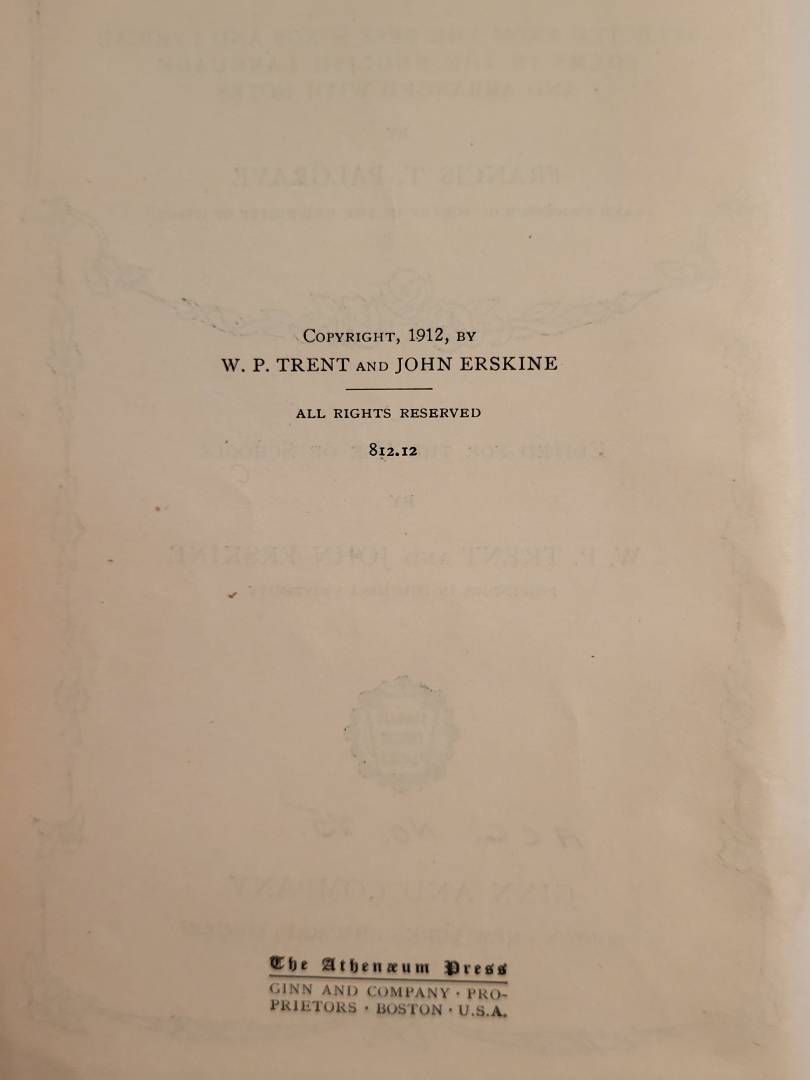 COPYRIGHT, 1912, BY
W. P. TRENT AND JOHN ERSKINE
ALL RIGHTS RESERVED
812.12
The Athenæum Press
GINN AND COMPANY · PRO-
PRIETORS · BOSTON · U.S.A.